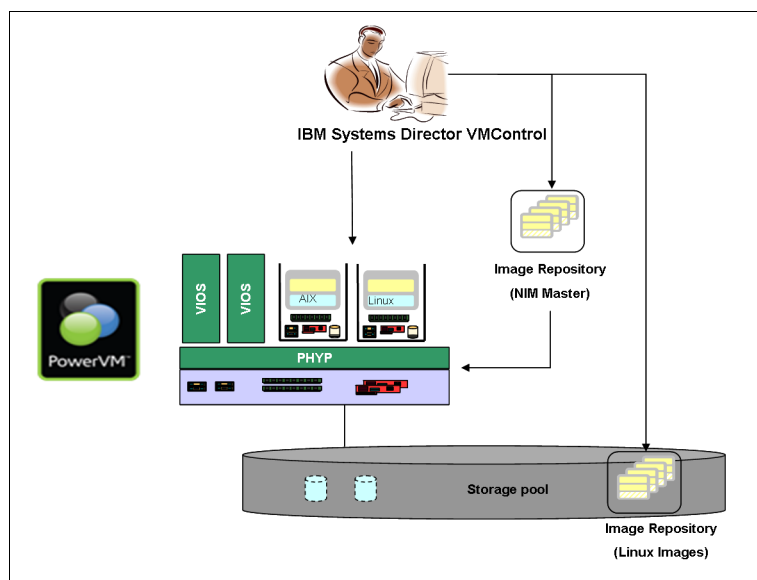 IBM Systems Director VMControl
Image Repository
(NIM Master)
VIOS
VIOS
AIX
Linux
PowerVM™
PHYP
Storage pool
Image Repository
(Linux Images)